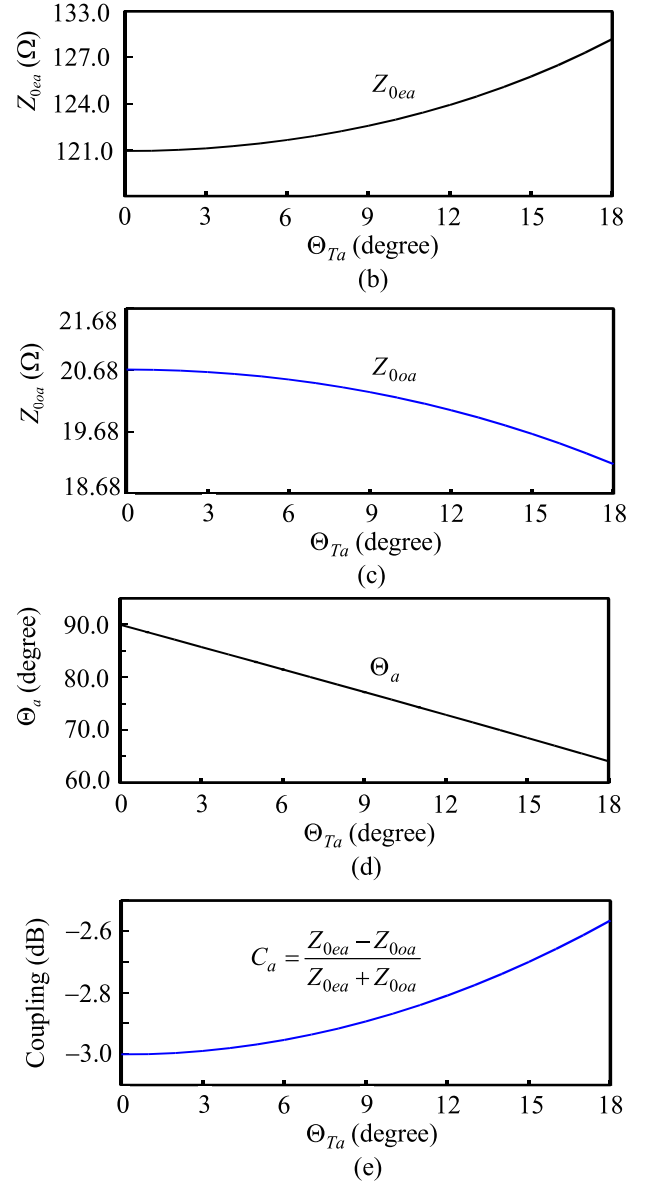 133.0
127.0
124.0
121.0
Z0ea (Ω)
Z0ea
0 3 6 9 12 15 18
ΘTa (degree)
(b)
21.68
20.68
19.68
18.68
Z0oa (Ω)
Z0oa
0 3 6 9 12 15 18
ΘTa (degree)
(c)
90.0
80.0
70.0
60.0
Θa (degree)
Θa
0 3 6 9 12 15 18
ΘTa (degree)
(d)
−2.6
−2.8
−3.0
Coupling (dB)
Ca = (Z0ea − Z0oa) / (Z0ea + Z0oa)
0 3 6 9 12 15 18
ΘTa (degree)
(e)